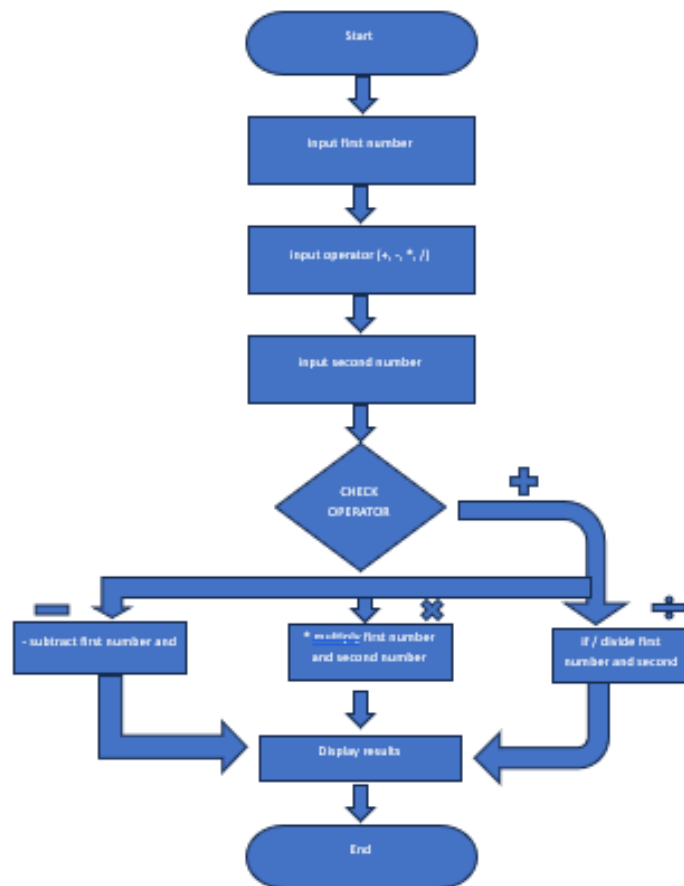 Start
Input first number
Input operator (+, -, *, /)
Input second number
CHECK
OPERATOR
- subtract first number and
* multiply first number
and second number
If / divide first
number and second
Display results
End